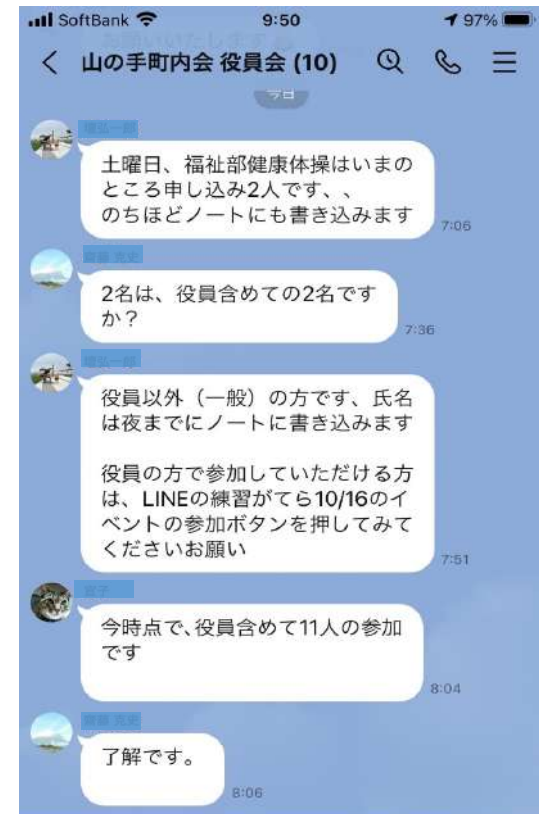 SoftBank 9:50 97%
山の手町内会 役員会 (10)
今日
土曜日、福祉部健康体操はいまの
ところ申し込み2人です、、
のちほどノートにも書き込みます
7:06
2名は、役員含めての2名です
か？
7:36
役員以外（一般）の方です、氏名
は夜までにノートに書き込みます
役員の方で参加していただける方
は、LINEの練習がてら10/16のイ
ベントの参加ボタンを押してみて
くださいお願い
7:51
今時点で、役員含めて11人の参加
です
8:04
了解です。
8:06